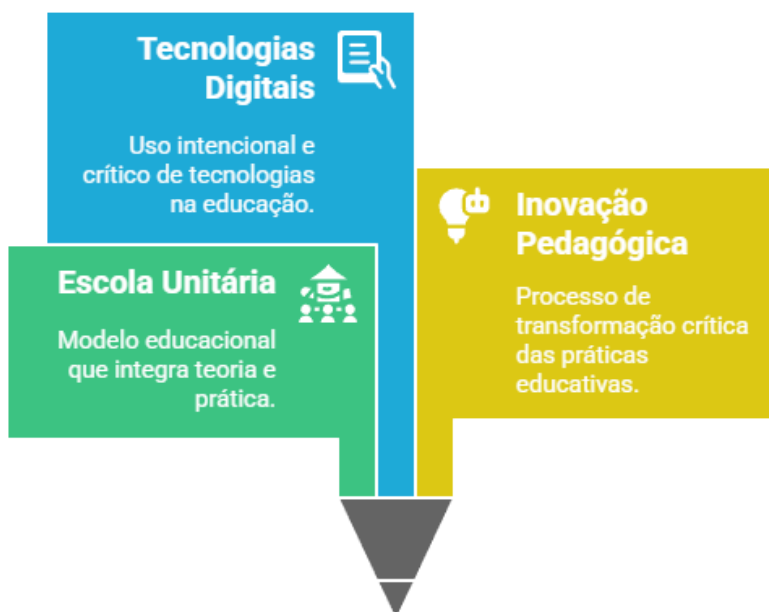 Tecnologias
Digitais
Uso intencional e
crítico de tecnologias
na educação.
Inovação
Pedagógica
Processo de
transformação crítica
das práticas
educativas.
Escola Unitária
Modelo educacional
que integra teoria e
prática.